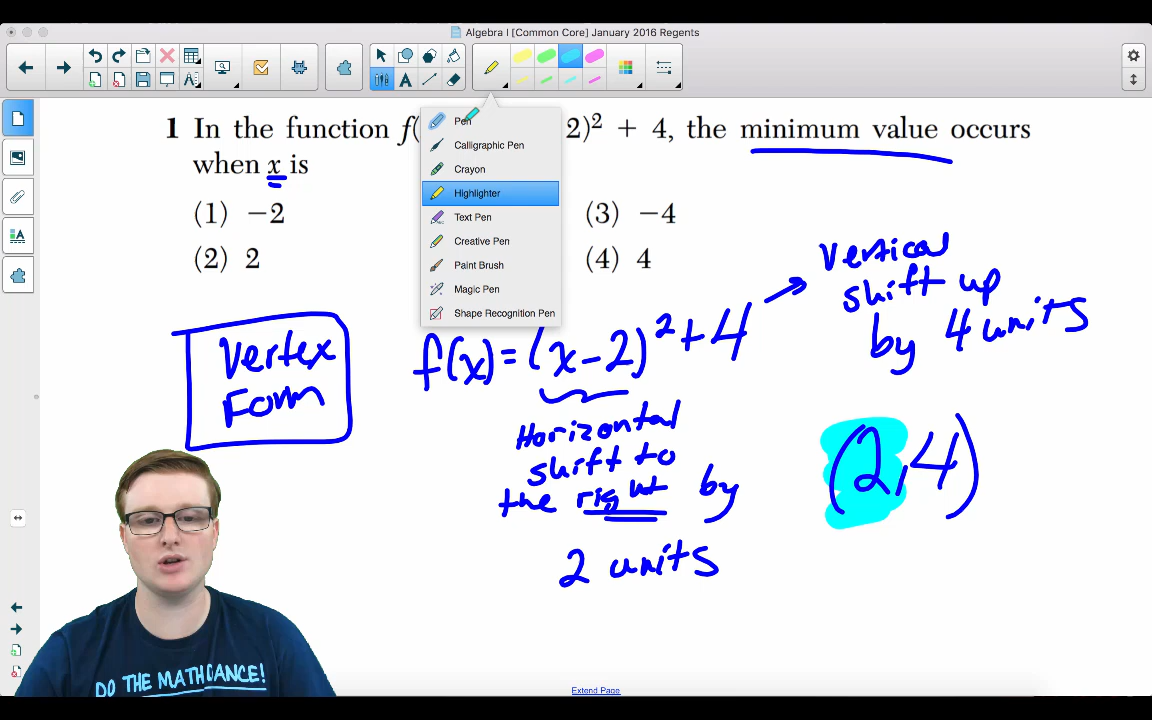 Algebra I [Common Core] January 2016 Regents
Pen
Calligraphic Pen
Crayon
Highlighter
Text Pen
Creative Pen
Paint Brush
Magic Pen
Shape Recognition Pen
1 In the function f( 2)² + 4, the minimum value occurs
when x is
(1) −2
(3) −4
(2) 2
(4) 4
Vertical
shift up
by 4 units
Vertex
Form
f(x) = (x − 2)² + 4
Horizontal
shift to
the right by
2 units
(2,4)
DO THE MATH DANCE!
Extend Page